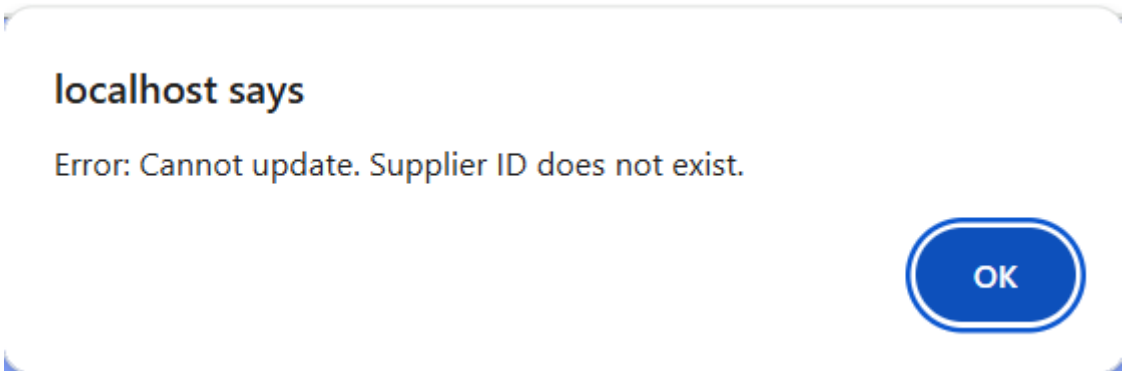 localhost says
Error: Cannot update. Supplier ID does not exist.
OK